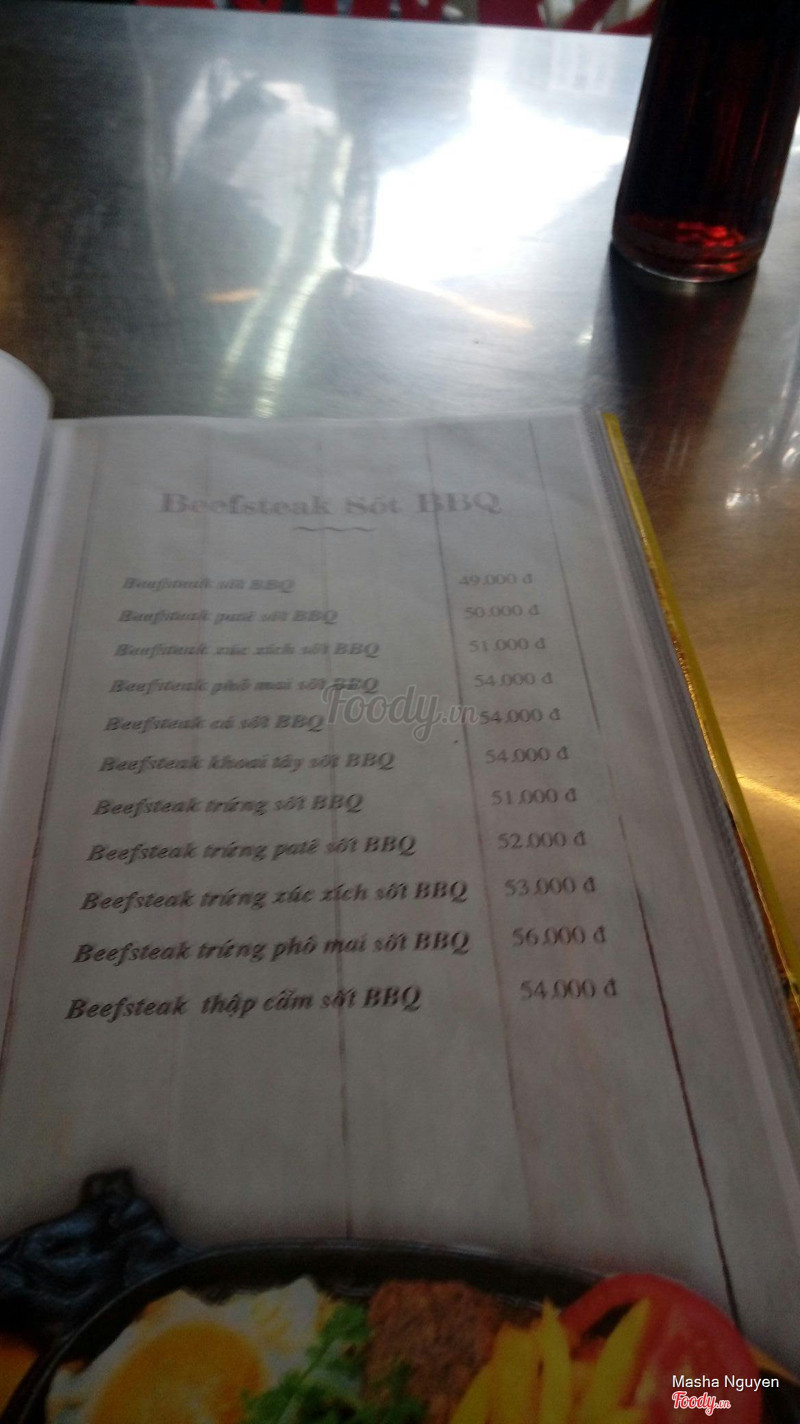 Beefsteak Sốt BBQ
Beefsteak sốt BBQ 49.000 đ
Beefsteak patê sốt BBQ 50.000 đ
Beefsteak xúc xích sốt BBQ 51.000 đ
Beefsteak phô mai sốt BBQ 54.000 đ
Beefsteak cá sốt BBQ 54.000 đ
Beefsteak khoai tây sốt BBQ 54.000 đ
Beefsteak trứng sốt BBQ 51.000 đ
Beefsteak trứng patê sốt BBQ 52.000 đ
Beefsteak trứng xúc xích sốt BBQ 53.000 đ
Beefsteak trứng phô mai sốt BBQ 56.000 đ
Beefsteak thập cẩm sốt BBQ 54.000 đ
Foody.vn
Masha Nguyen
Foody.vn